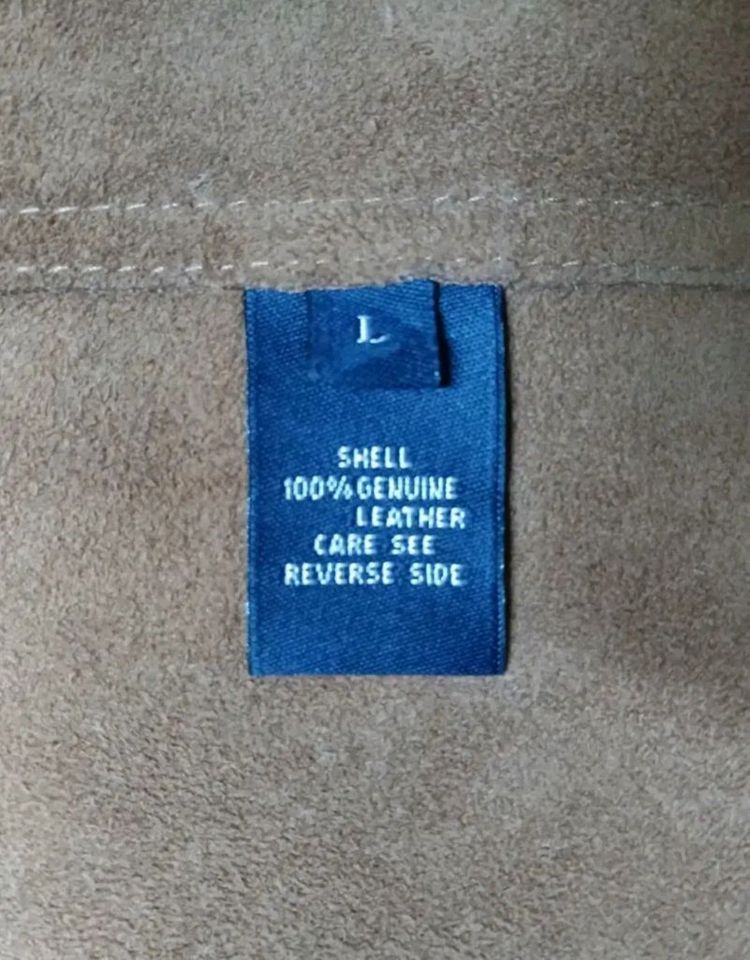 L
SHELL
100% GENUINE
LEATHER
CARE SEE
REVERSE SIDE